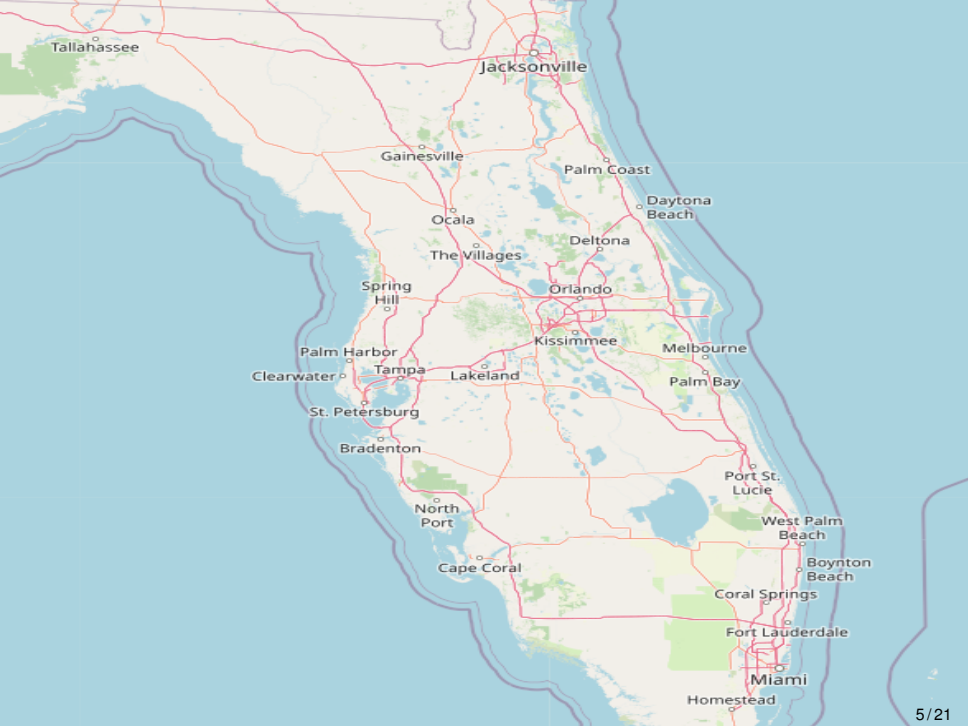 Tallahassee
Jacksonville
Gainesville
Palm Coast
Daytona
Beach
Ocala
Deltona
The Villages
Spring
Hill
Orlando
Kissimmee
Palm Harbor
Melbourne
Clearwater
Tampa
Lakeland
Palm Bay
St. Petersburg
Bradenton
Port St.
Lucie
North
Port
West Palm
Beach
Cape Coral
Boynton
Beach
Coral Springs
Fort Lauderdale
Miami
Homestead
5/21